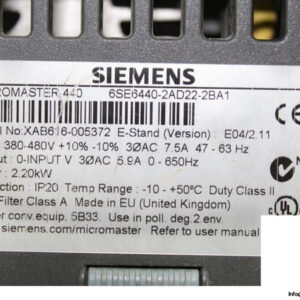 SIEMENS
ROMASTER 440 6SE6440-2AD22-2BA1
l No: XAB616-005372 E-Stand (Version) : E04/2.11
380-480V +10% -10% 3ØAC 7.5A 47 - 63 Hz
ut : 0-INPUT V 3ØAC 5.9A 0 - 650Hz
: 2.20kW
ction : IP20 Temp Range : -10 - +50°C Duty Class II
Filter Class A Made in EU (United Kingdom)
er conv.equip. 5B33. Use in poll. deg.2 env
siemens.com/micromaster Refer to user manual